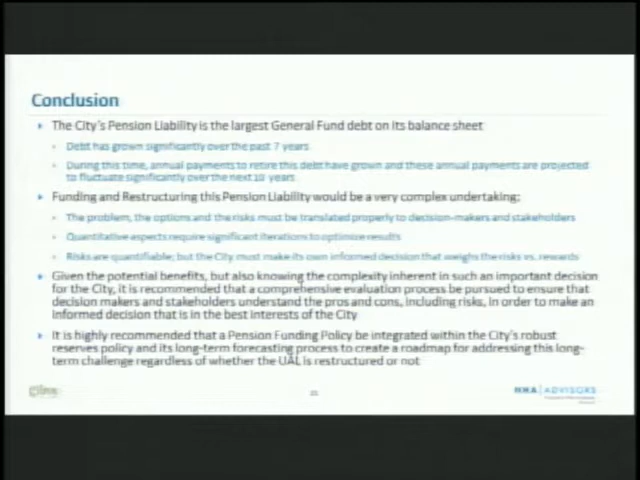 Conclusion
The City's Pension Liability is the largest General Fund debt on its balance sheet
Debt has grown significantly over the past 7 years
During this time, annual payments to retire this debt have grown and these annual payments are projected
to fluctuate significantly over the next 10 years
Funding and Restructuring this Pension Liability would be a very complex undertaking:
The problem, the options and the risks must be translated properly to decision-makers and stakeholders
Quantitative aspects require significant iterations to optimize results
Risks are quantifiable, but the City must make its own informed decision that weighs the risks vs. rewards
Given the potential benefits, but also knowing the complexity inherent in such an important decision
for the City, it is recommended that a comprehensive evaluation process be pursued to ensure that
decision makers and stakeholders understand the pros and cons, including risks, in order to make an
informed decision that is in the best interests of the City
It is highly recommended that a Pension Funding Policy be integrated within the City's robust
reserves policy and its long-term forecasting process to create a roadmap for addressing this long-
term challenge regardless of whether the UAL is restructured or not
NHA ADVISORS